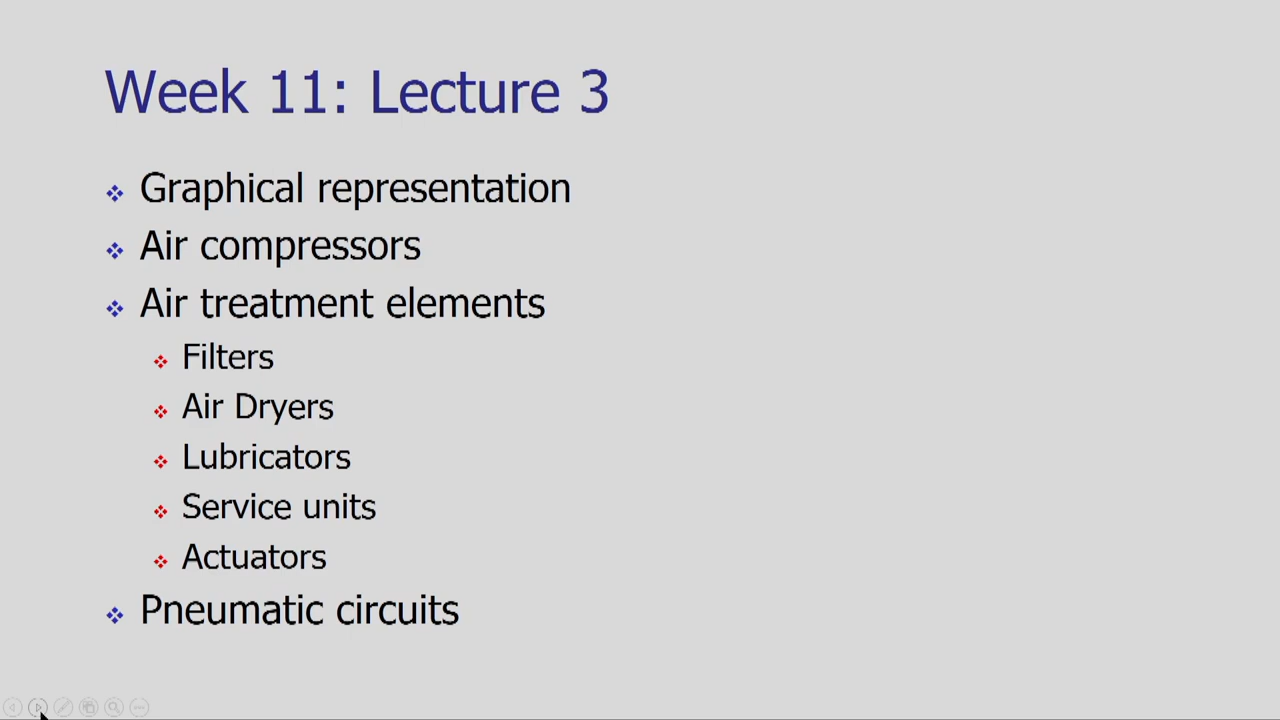 Week 11: Lecture 3
Graphical representation
Air compressors
Air treatment elements
Filters
Air Dryers
Lubricators
Service units
Actuators
Pneumatic circuits